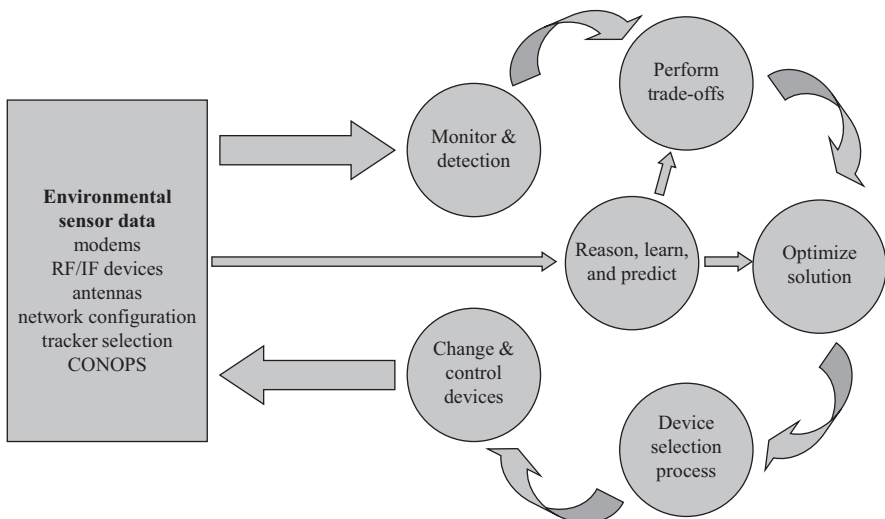 Environmental
sensor data
modems
RF/IF devices
antennas
network configuration
tracker selection
CONOPS
Monitor &
detection
Perform
trade-offs
Reason, learn,
and predict
Optimize
solution
Change &
control
devices
Device
selection
process